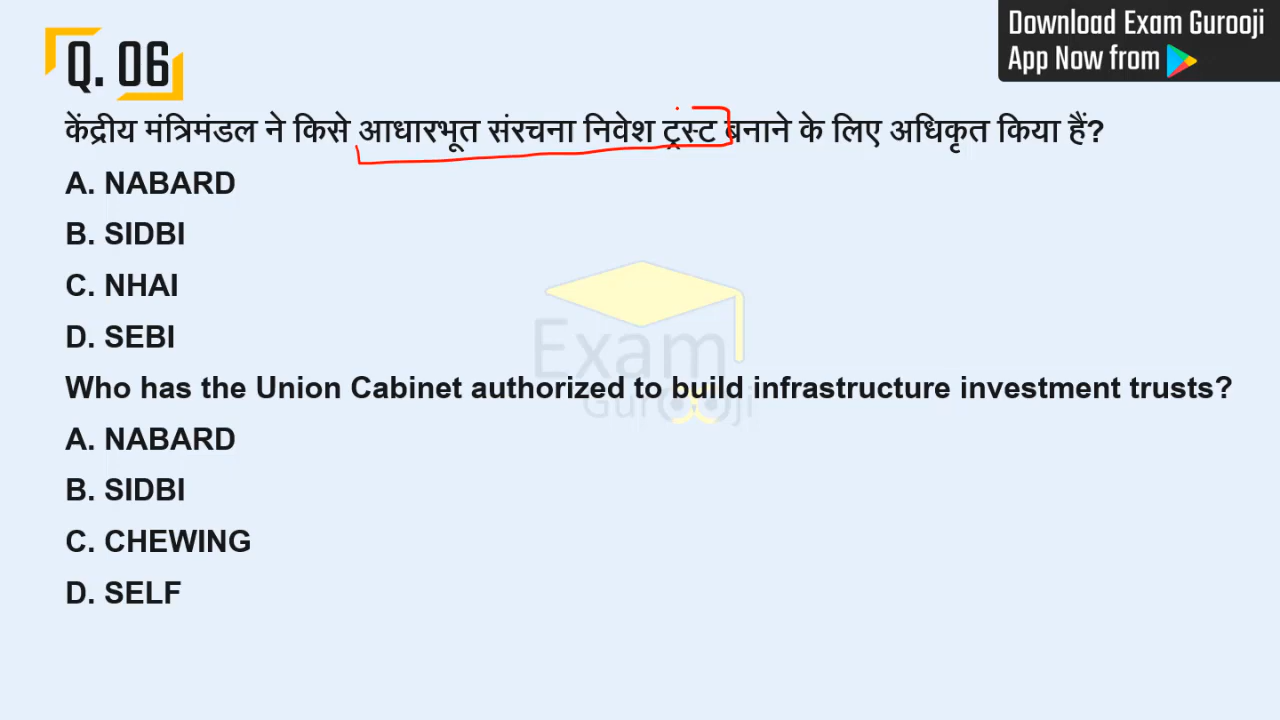 Download Exam Gurooji
App Now from
Q. 06
केंद्रीय मंत्रिमंडल ने किसे आधारभूत संरचना निवेश ट्रस्ट बनाने के लिए अधिकृत किया हैं?
A. NABARD
B. SIDBI
C. NHAI
D. SEBI
Who has the Union Cabinet authorized to build infrastructure investment trusts?
A. NABARD
B. SIDBI
C. CHEWING
D. SELF
Exam
Gurooji